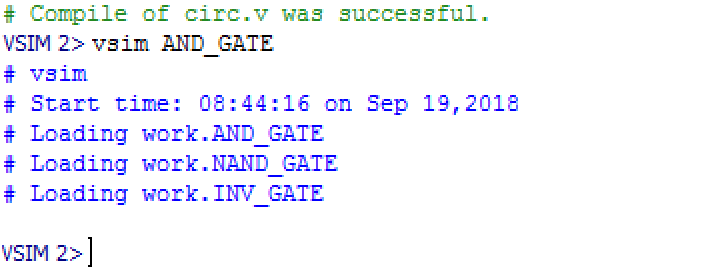 # Compile of circ.v was successful.
VSIM 2> vsim AND_GATE
# vsim
# Start time: 08:44:16 on Sep 19,2018
# Loading work.AND_GATE
# Loading work.NAND_GATE
# Loading work.INV_GATE
VSIM 2>